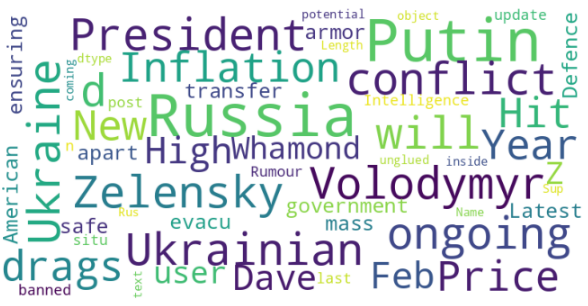 potential
object
update
ensuring
President
armor
Putin
Defence
dtype
Length
coming
Inflation
conflict
Ukraine
d
transfer
post
Russia
Intelligence
Hit
New
will
Year
n
apart
High
Whamond
unglued
inside
American
Zelensky
Rumour
Volodymyr
Z
Sup
safe
Rus
evacu
government
Name
Latest
situ
mass
Ukrainian
ongoing
drags
user
Dave
last
Feb
Price
banned
text